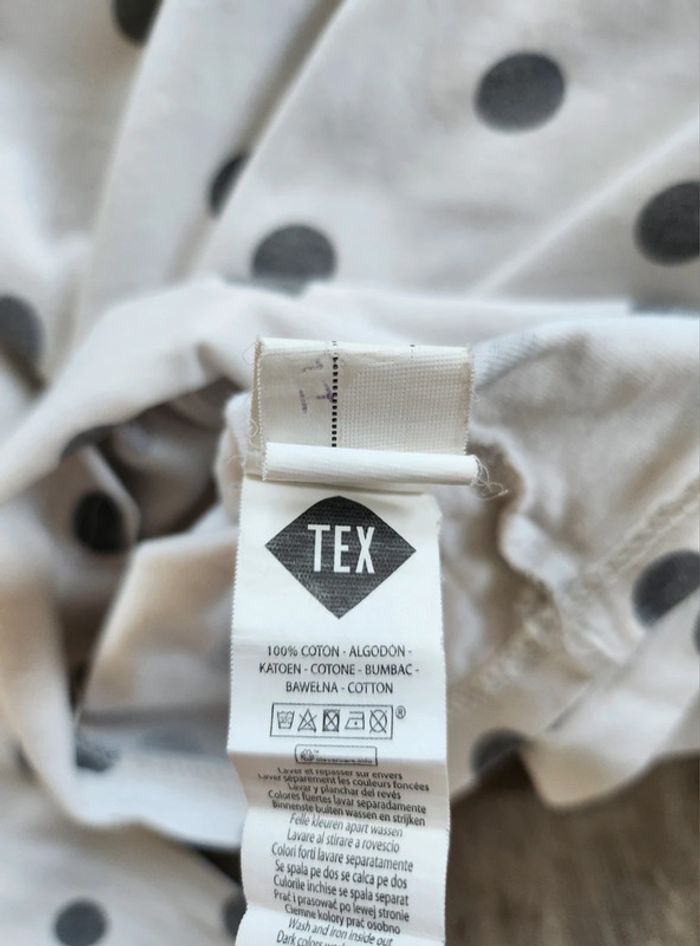 TEX
100% COTON - ALGODÓN -
KATOEN - COTONE - BUMBAC -
BAWEŁNA - COTTON
®
Laver et repasser sur envers
Laver séparément les couleurs foncées
Lavar y planchar del revés
Colores fuertes lavar separadamente
Binnenste buiten wassen en strijken
Felle kleuren apart wassen
Lavare al stirare a rovescio
Colori forti lavare separatamente
Se spala pe dos se calca pe dos
Culorile inchise se spala separat
Prać i prasować po lewej stronie
Ciemne kolory prać osobno
Wash and iron inside out
Dark colors